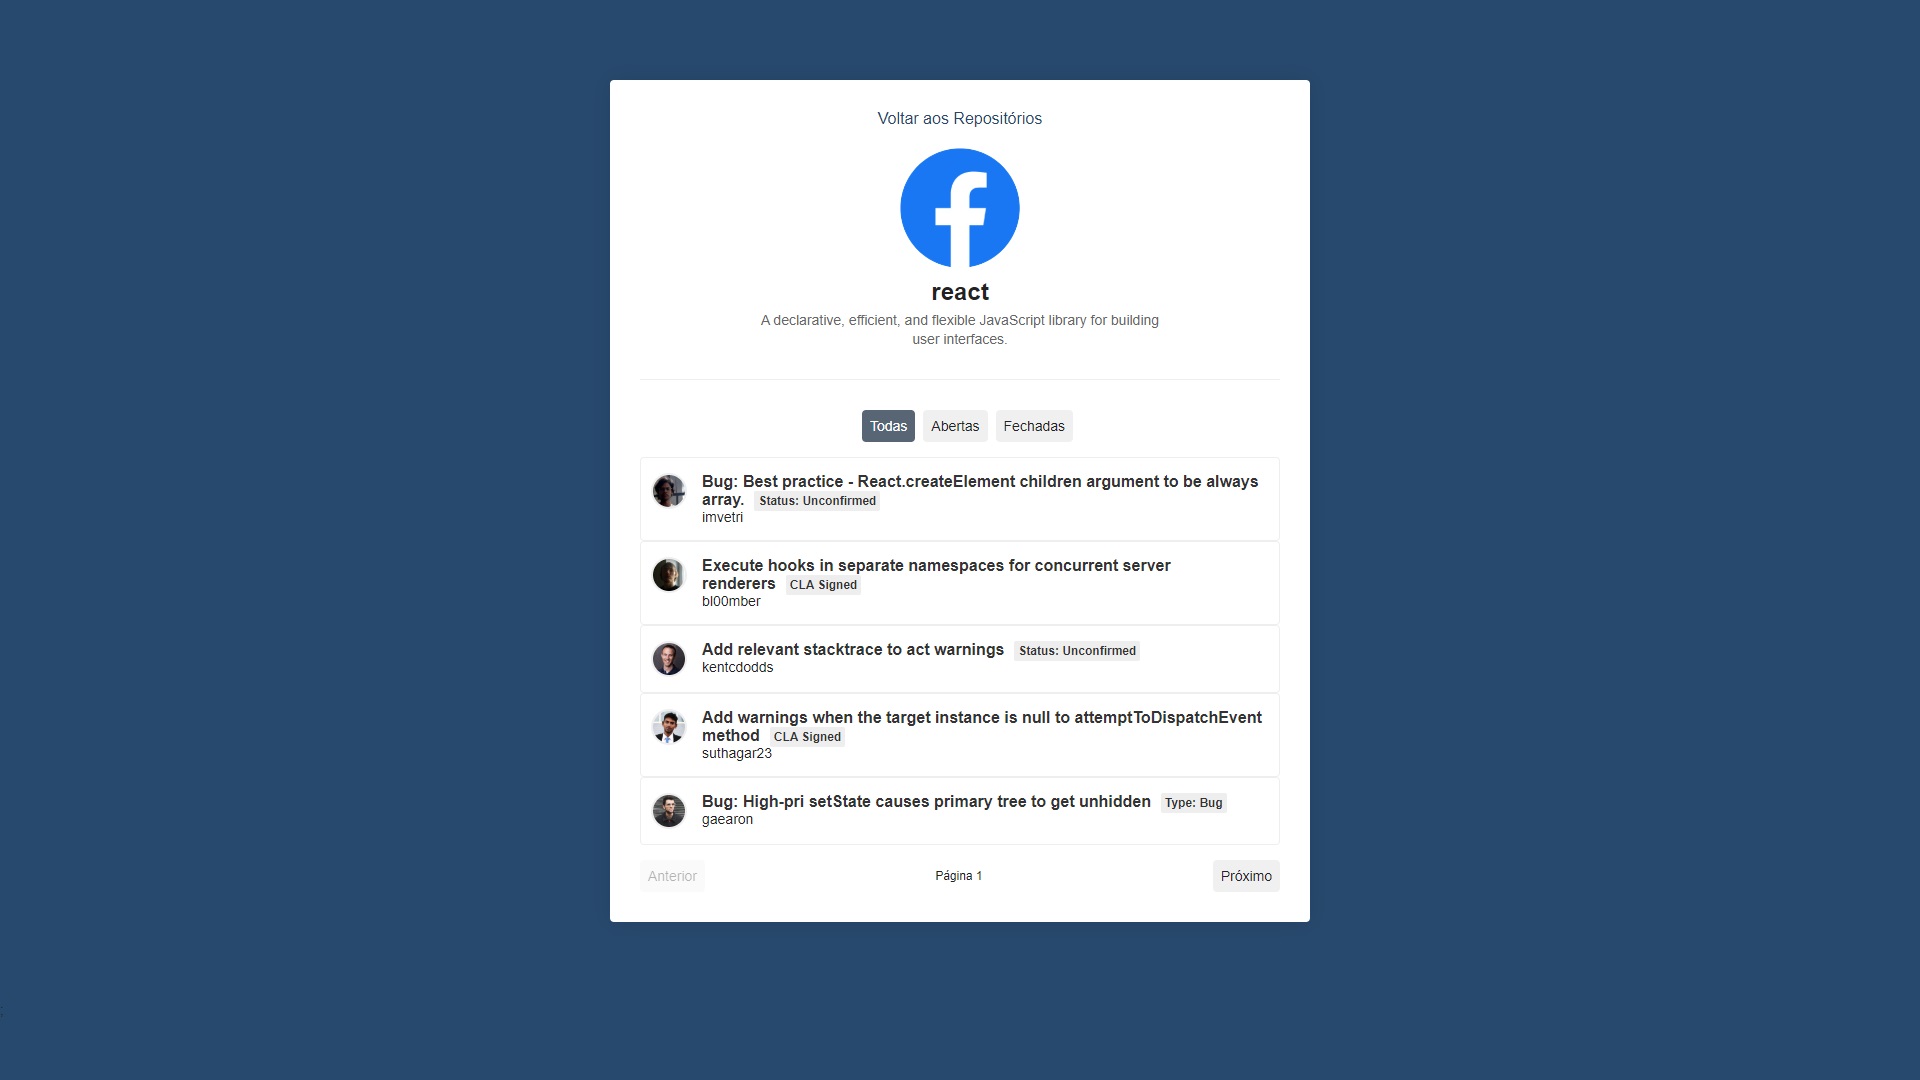 Voltar aos Repositórios
react
A declarative, efficient, and flexible JavaScript library for building
user interfaces.
Todas Abertas Fechadas
Bug: Best practice - React.createElement children argument to be always
array. Status: Unconfirmed
imvetri
Execute hooks in separate namespaces for concurrent server
renderers CLA Signed
bl00mber
Add relevant stacktrace to act warnings Status: Unconfirmed
kentcdodds
Add warnings when the target instance is null to attemptToDispatchEvent
method CLA Signed
suthagar23
Bug: High-pri setState causes primary tree to get unhidden Type: Bug
gaearon
Anterior Página 1 Próximo
;